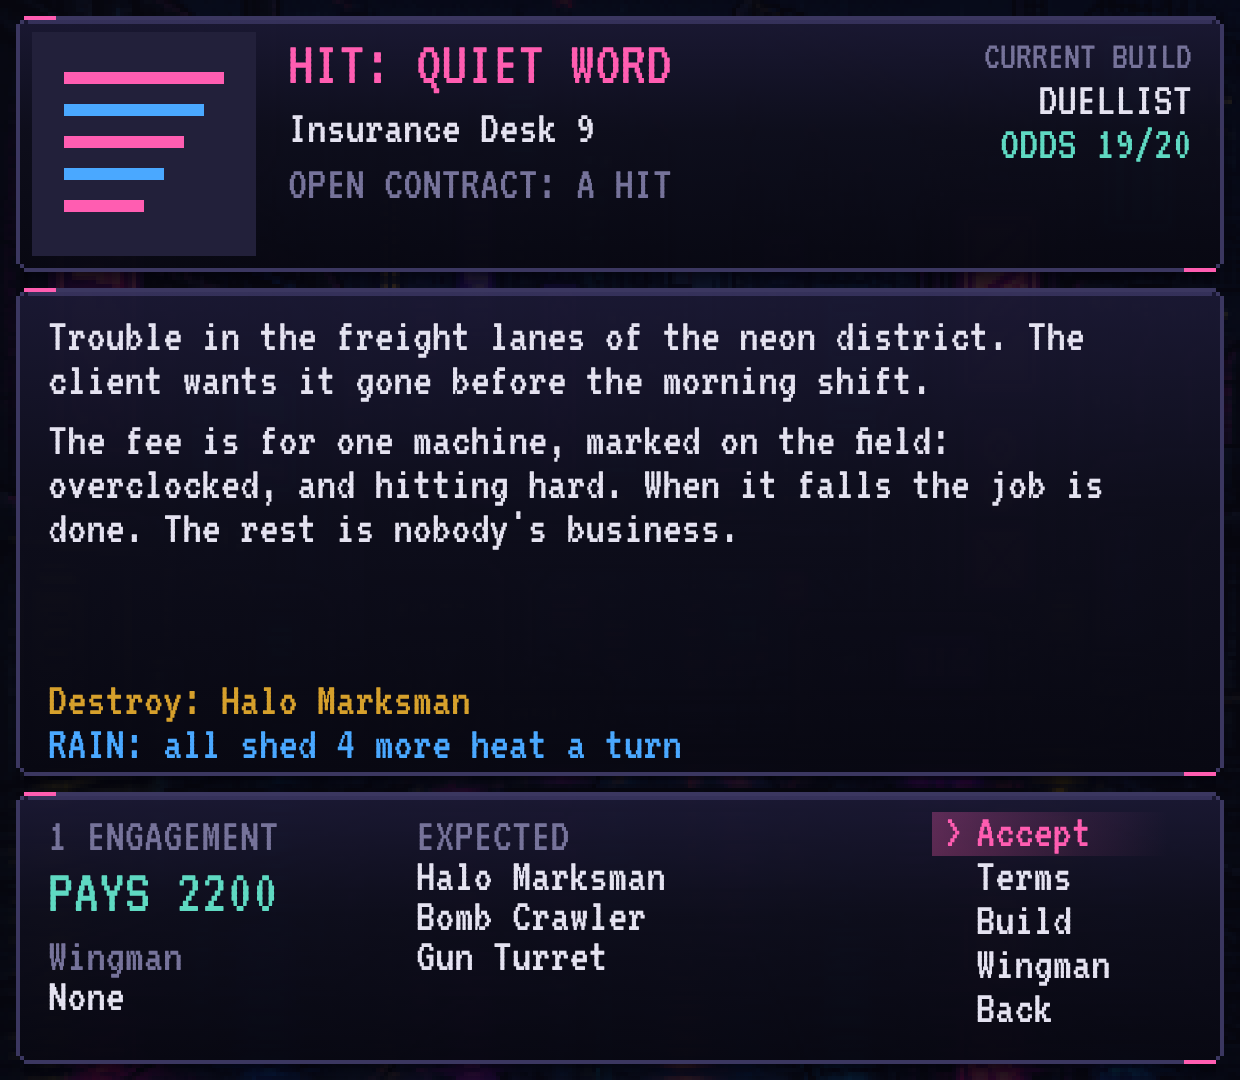 HIT: QUIET WORD
Insurance Desk 9
OPEN CONTRACT: A HIT
CURRENT BUILD
DUELLIST
ODDS 19/20
Trouble in the freight lanes of the neon district. The
client wants it gone before the morning shift.
The fee is for one machine, marked on the field:
overclocked, and hitting hard. When it falls the job is
done. The rest is nobody's business.
Destroy: Halo Marksman
RAIN: all shed 4 more heat a turn
1 ENGAGEMENT
PAYS 2200
Wingman
None
EXPECTED
Halo Marksman
Bomb Crawler
Gun Turret
> Accept
Terms
Build
Wingman
Back